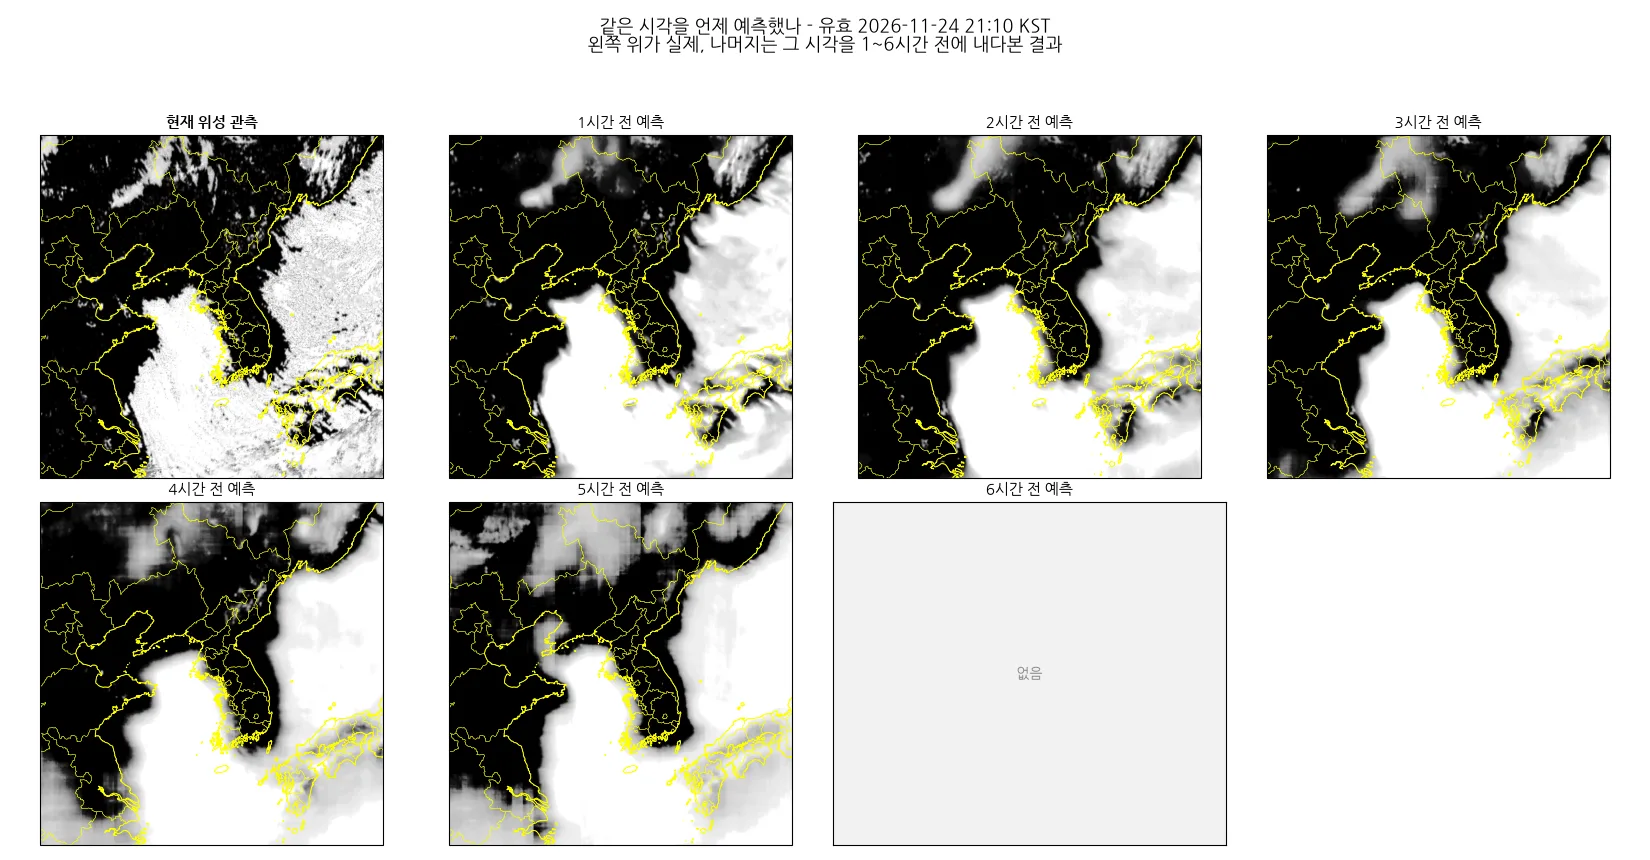 같은 시각을 언제 예측했나 - 유효 2026-11-24 21:10 KST
왼쪽 위가 실제, 나머지는 그 시각을 1~6시간 전에 내다본 결과
현재 위성 관측
1시간 전 예측
2시간 전 예측
3시간 전 예측
4시간 전 예측
5시간 전 예측
6시간 전 예측
없음